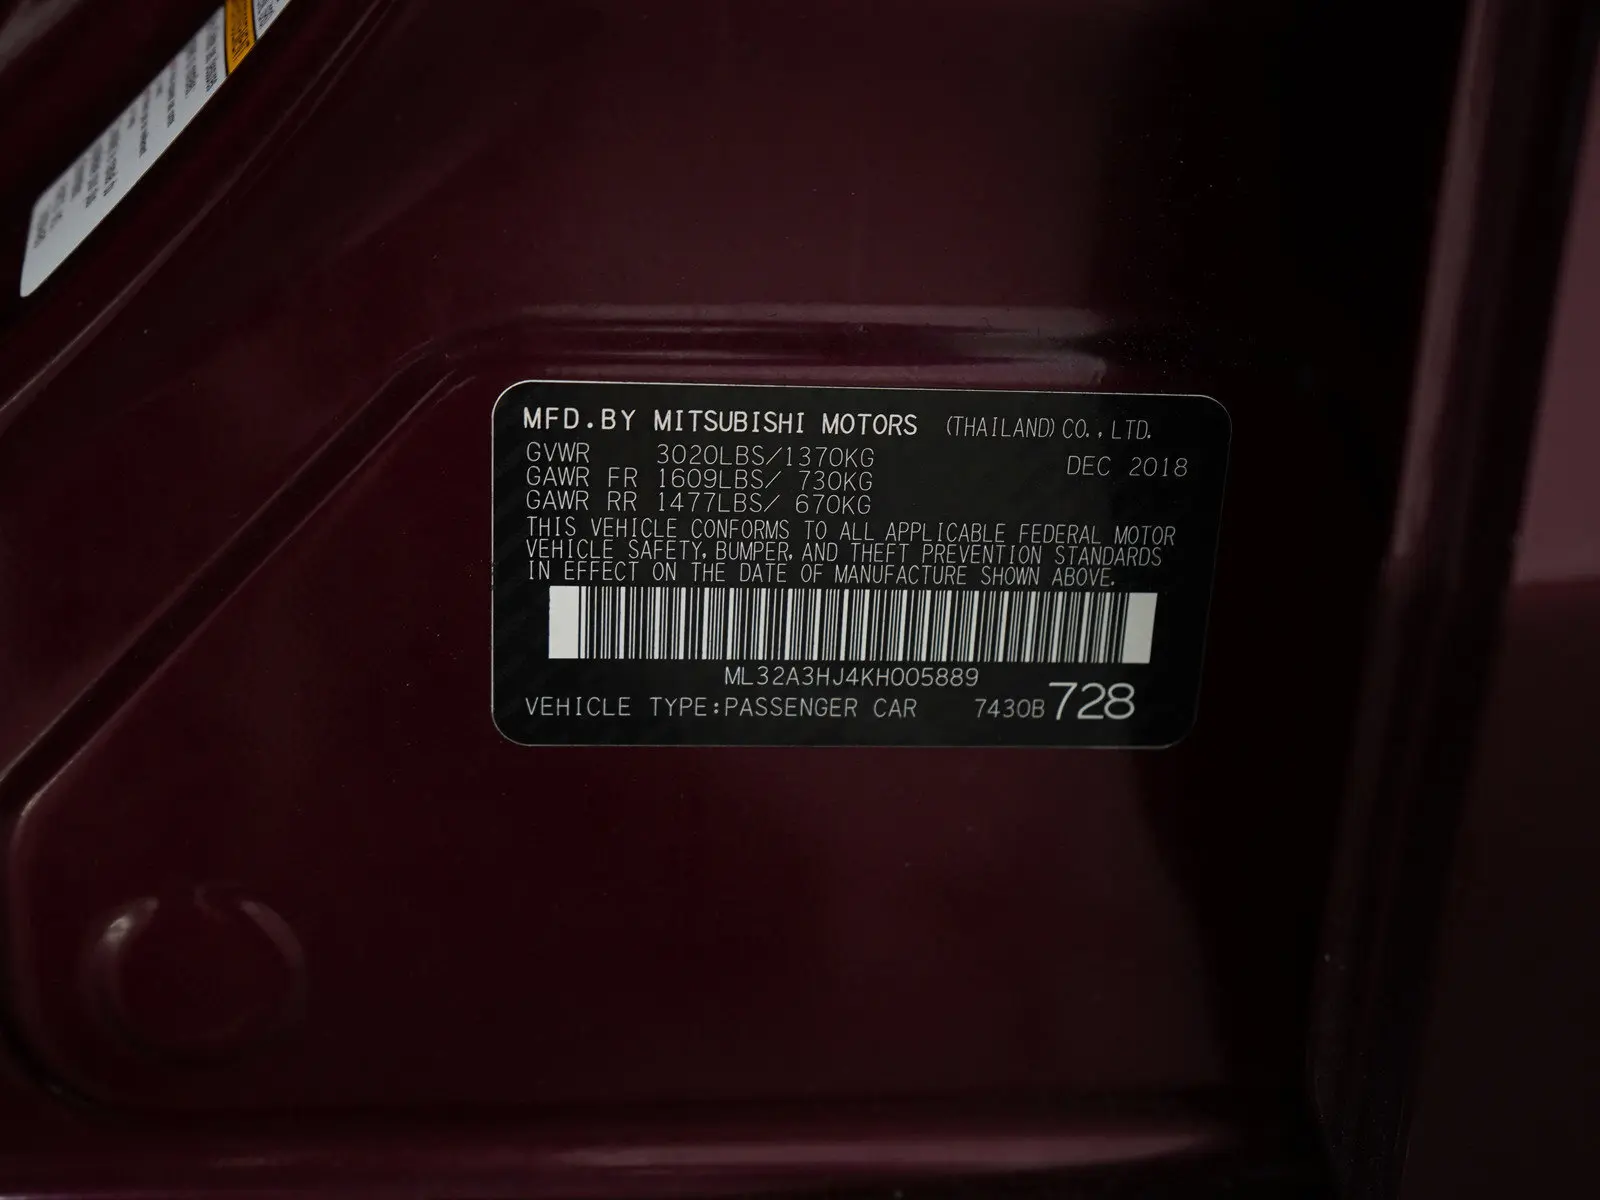 MFD.BY MITSUBISHI MOTORS (THAILAND) CO., LTD.
GVWR 3020LBS/1370KG DEC 2018
GAWR FR 1609LBS/ 730KG
GAWR RR 1477LBS/ 670KG
THIS VEHICLE CONFORMS TO ALL APPLICABLE FEDERAL MOTOR
VEHICLE SAFETY, BUMPER, AND THEFT PREVENTION STANDARDS
IN EFFECT ON THE DATE OF MANUFACTURE SHOWN ABOVE.
ML32A3HJ4KH005889
VEHICLE TYPE:PASSENGER CAR 7430B 728